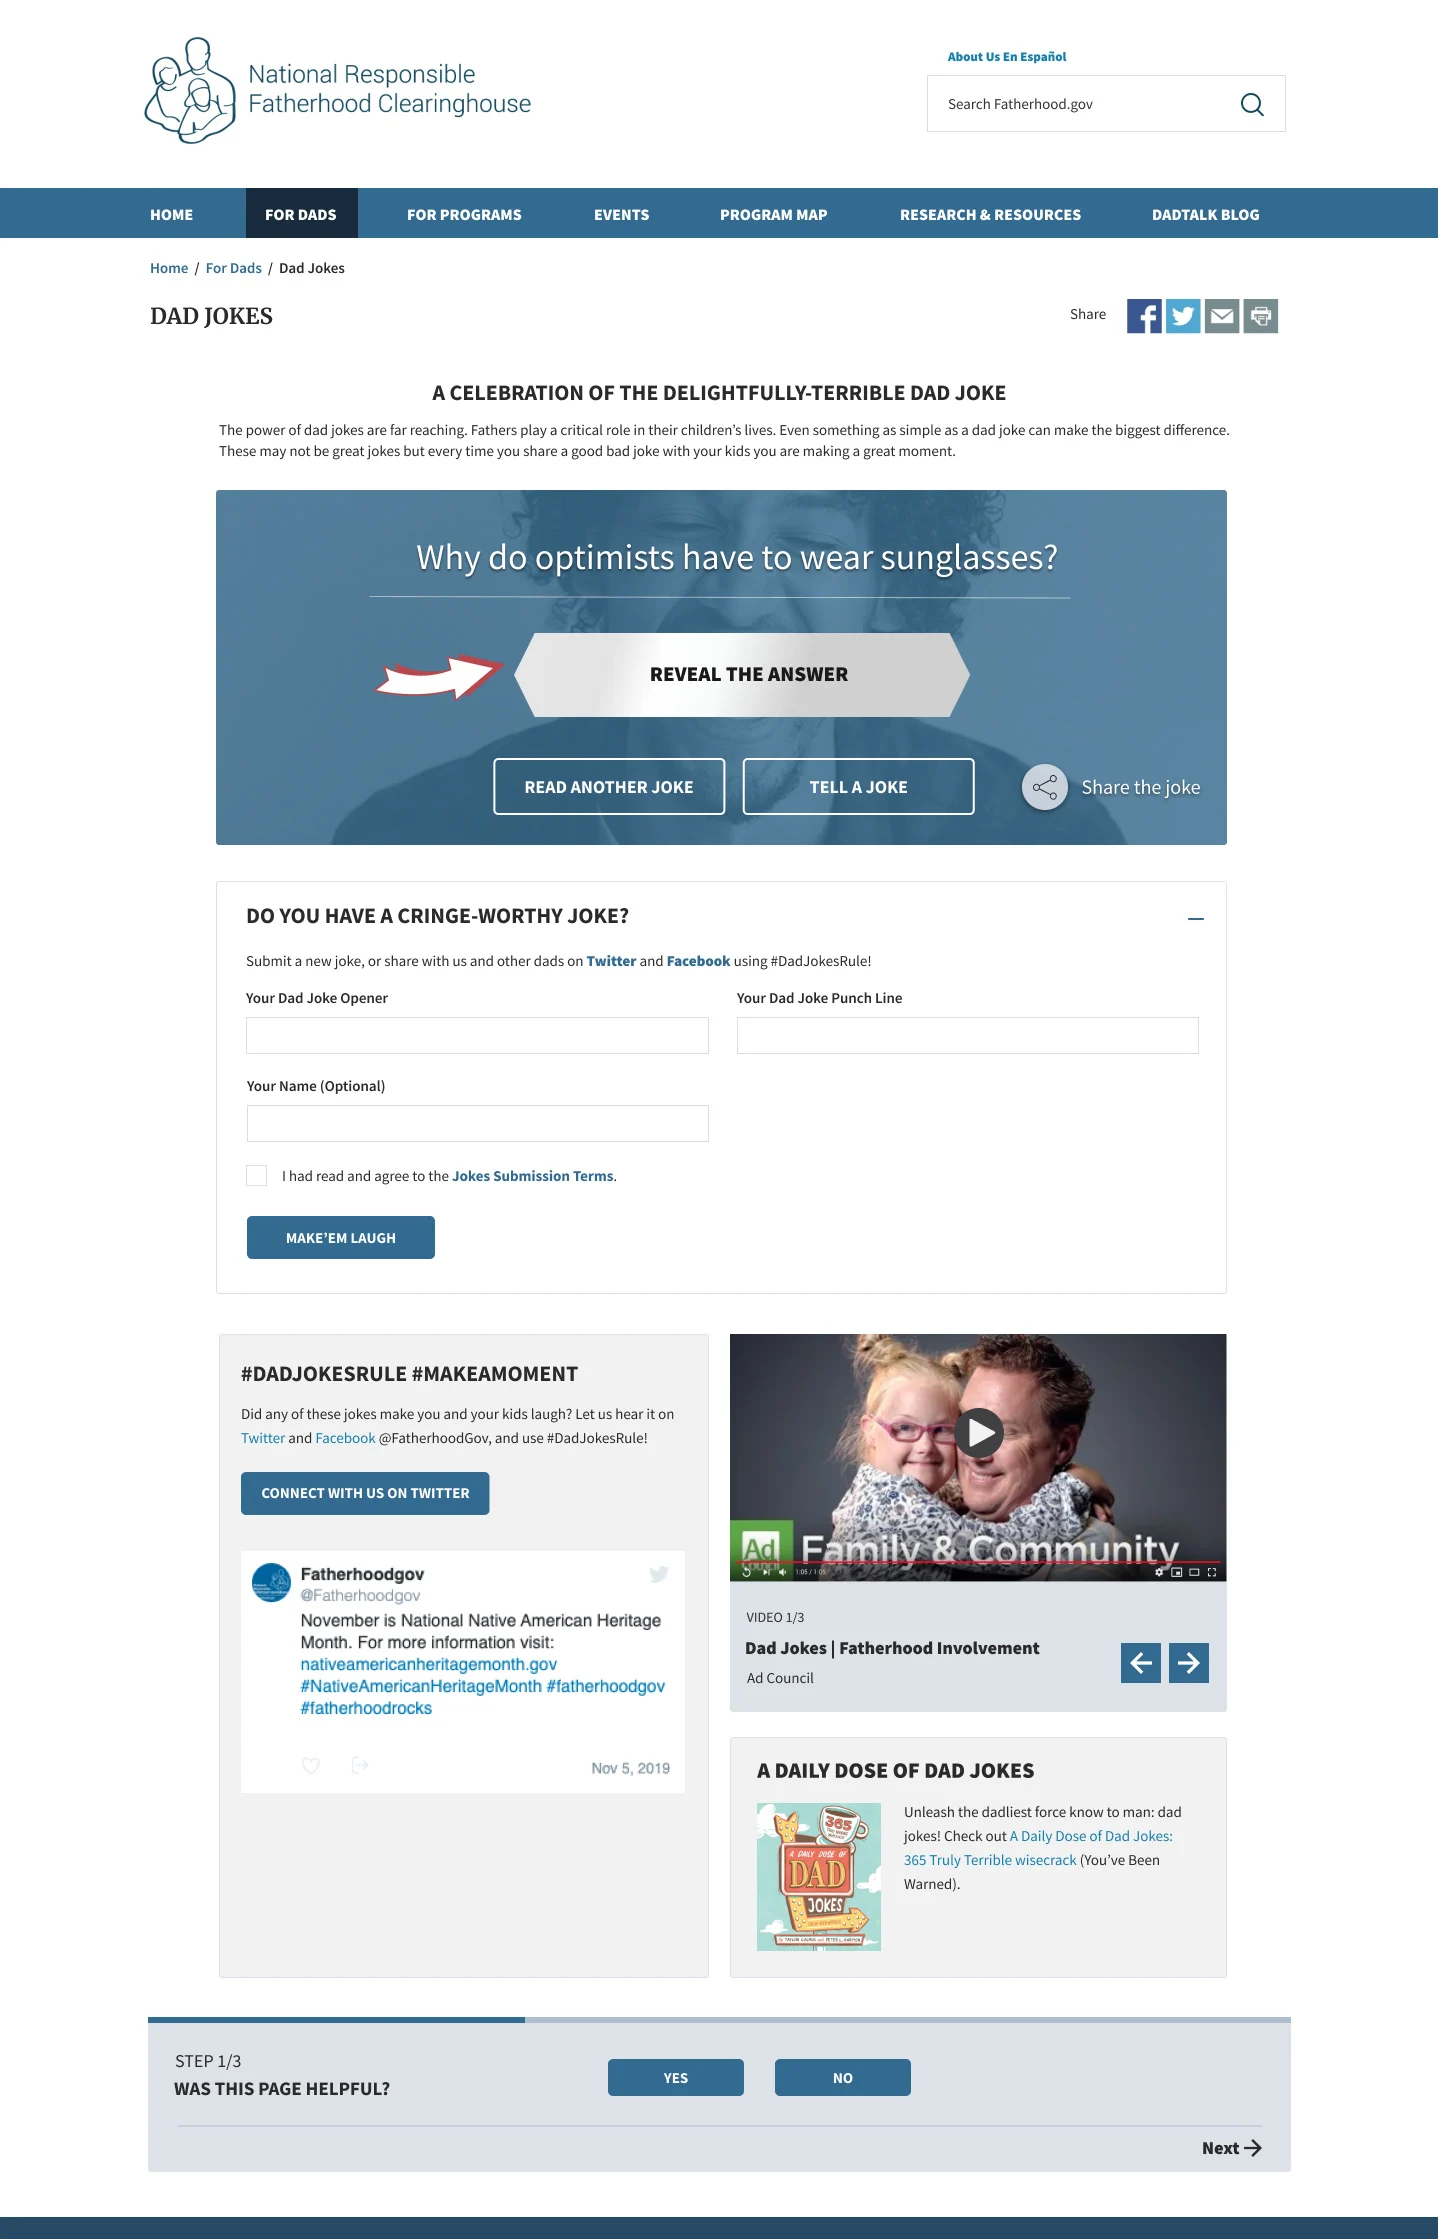 National Responsible
Fatherhood Clearinghouse
About Us En Español
Search Fatherhood.gov
HOME
FOR DADS
FOR PROGRAMS
EVENTS
PROGRAM MAP
RESEARCH & RESOURCES
DADTALK BLOG
Home / For Dads / Dad Jokes
DAD JOKES
Share
A CELEBRATION OF THE DELIGHTFULLY-TERRIBLE DAD JOKE
The power of dad jokes are far reaching. Fathers play a critical role in their children’s lives. Even something as simple as a dad joke can make the biggest difference.
These may not be great jokes but every time you share a good bad joke with your kids you are making a great moment.
Why do optimists have to wear sunglasses?
REVEAL THE ANSWER
READ ANOTHER JOKE
TELL A JOKE
Share the joke
DO YOU HAVE A CRINGE-WORTHY JOKE?
Submit a new joke, or share with us and other dads on Twitter and Facebook using #DadJokesRule!
Your Dad Joke Opener
Your Dad Joke Punch Line
Your Name (Optional)
I had read and agree to the Jokes Submission Terms.
MAKE’EM LAUGH
#DADJOKESRULE #MAKEAMOMENT
Did any of these jokes make you and your kids laugh? Let us hear it on
Twitter and Facebook @FatherhoodGov, and use #DadJokesRule!
CONNECT WITH US ON TWITTER
Fatherhoodgov
@Fatherhoodgov
November is National Native American Heritage
Month. For more information visit:
nativeamericanheritagemonth.gov
#NativeAmericanHeritageMonth #fatherhoodgov
#fatherhoodrocks
Nov 5, 2019
Ad
Council
Family & Community
1:05 / 1:05
VIDEO 1/3
Dad Jokes | Fatherhood Involvement
Ad Council
A DAILY DOSE OF DAD JOKES
365
A DAILY DOSE OF
DAD
JOKES
BY TAYLOR CALMUS AND PETER L. HARMON
Unleash the dadliest force know to man: dad
jokes! Check out A Daily Dose of Dad Jokes:
365 Truly Terrible wisecrack (You’ve Been
Warned).
STEP 1/3
WAS THIS PAGE HELPFUL?
YES
NO
Next